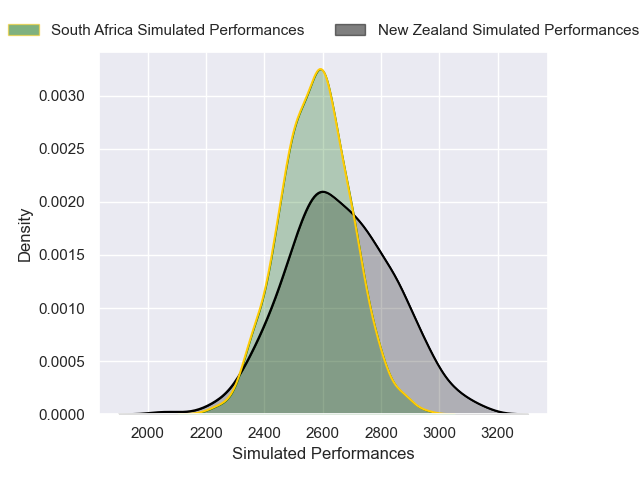 South Africa Simulated Performances
New Zealand Simulated Performances
0.0030
0.0025
0.0020
0.0015
0.0010
0.0005
0.0000
Density
2000 2200 2400 2600 2800 3000 3200
Simulated Performances